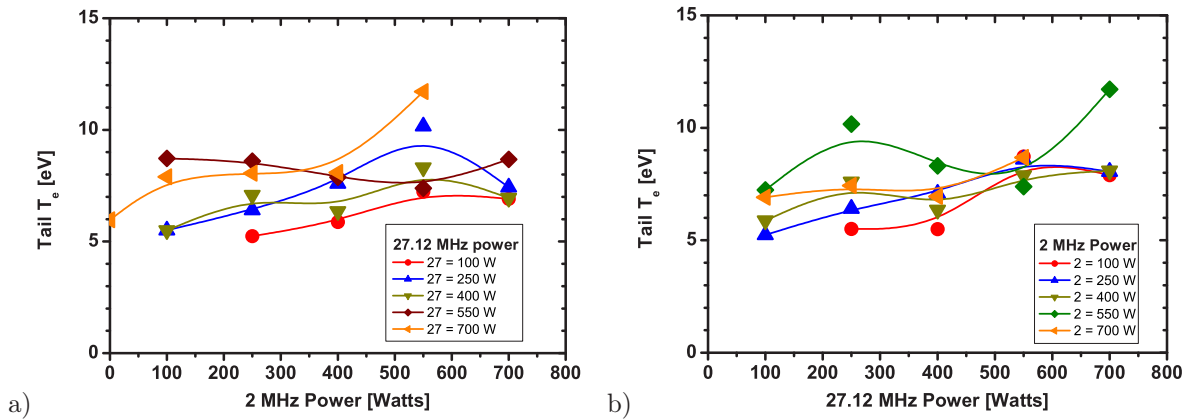 15
10
5
0
Tail Tₑ [eV]
27.12 MHz power
27 = 100 W
27 = 250 W
27 = 400 W
27 = 550 W
27 = 700 W
0 100 200 300 400 500 600 700 800
2 MHz Power [Watts]
a)
15
10
5
0
Tail Tₑ [eV]
2 MHz Power
2 = 100 W
2 = 250 W
2 = 400 W
2 = 550 W
2 = 700 W
0 100 200 300 400 500 600 700 800
27.12 MHz Power [Watts]
b)